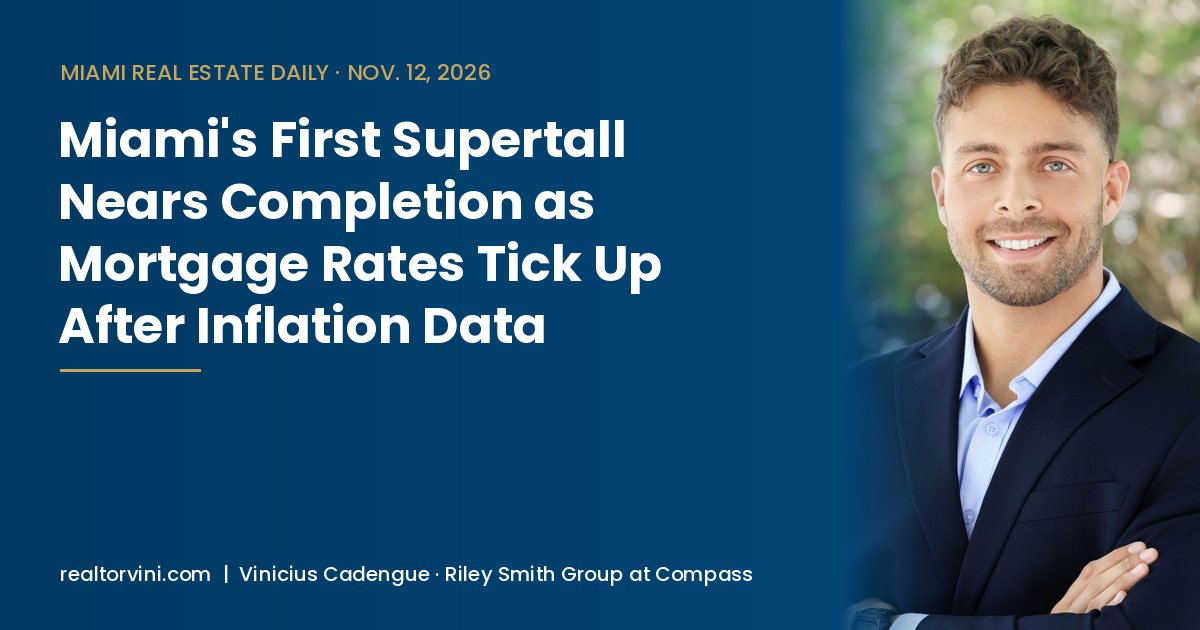 MIAMI REAL ESTATE DAILY · NOV. 12, 2026
Miami's First Supertall
Nears Completion as
Mortgage Rates Tick Up
After Inflation Data
realtorvini.com | Vinicius Cadengue · Riley Smith Group at Compass